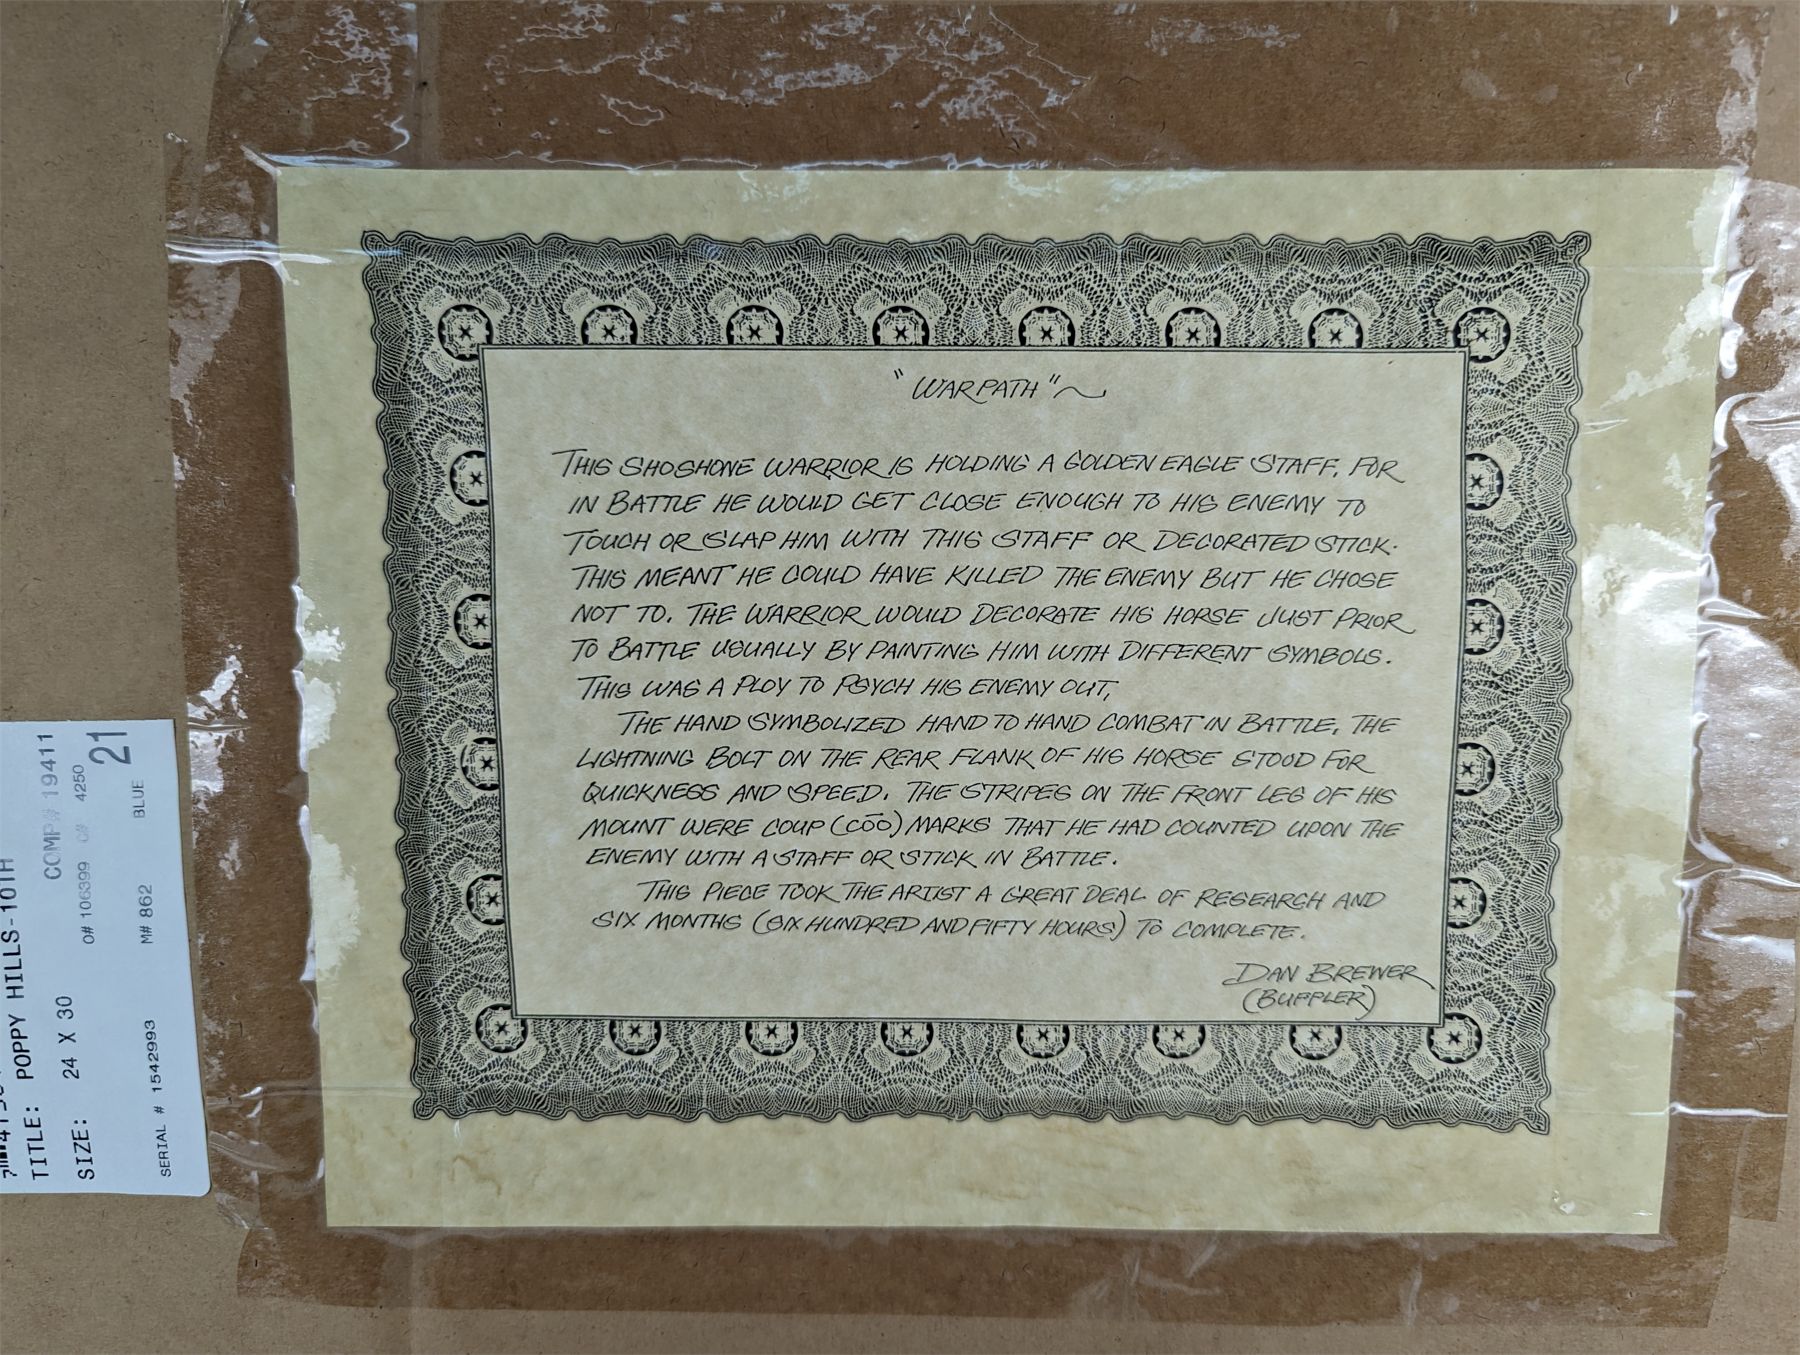 "WARPATH"
THIS SHOSHONE WARRIOR IS HOLDING A GOLDEN EAGLE STAFF. FOR
IN BATTLE HE WOULD GET CLOSE ENOUGH TO HIS ENEMY TO
TOUCH OR SLAP HIM WITH THIS STAFF OR DECORATED STICK.
THIS MEANT HE COULD HAVE KILLED THE ENEMY BUT HE CHOSE
NOT TO. THE WARRIOR WOULD DECORATE HIS HORSE JUST PRIOR
TO BATTLE USUALLY BY PAINTING HIM WITH DIFFERENT SYMBOLS.
THIS WAS A PLOY TO PSYCH HIS ENEMY OUT,
THE HAND SYMBOLIZED HAND TO HAND COMBAT IN BATTLE. THE
LIGHTNING BOLT ON THE REAR FLANK OF HIS HORSE STOOD FOR
QUICKNESS AND SPEED. THE STRIPES ON THE FRONT LEG OF HIS
MOUNT WERE COUP (CŌŌ) MARKS THAT HE HAD COUNTED UPON THE
ENEMY WITH A STAFF OR STICK IN BATTLE.
THIS PIECE TOOK THE ARTIST A GREAT DEAL OF RESEARCH AND
SIX MONTHS (SIX HUNDRED AND FIFTY HOURS) TO COMPLETE.
DAN BREWER
(BUFFLER)
TITLE: POPPY HILLS-10TH
COMP# 19411
SIZE: 24 X 30
O# 106399 C# 4250
21
M# 862 BLUE
SERIAL # 1542993